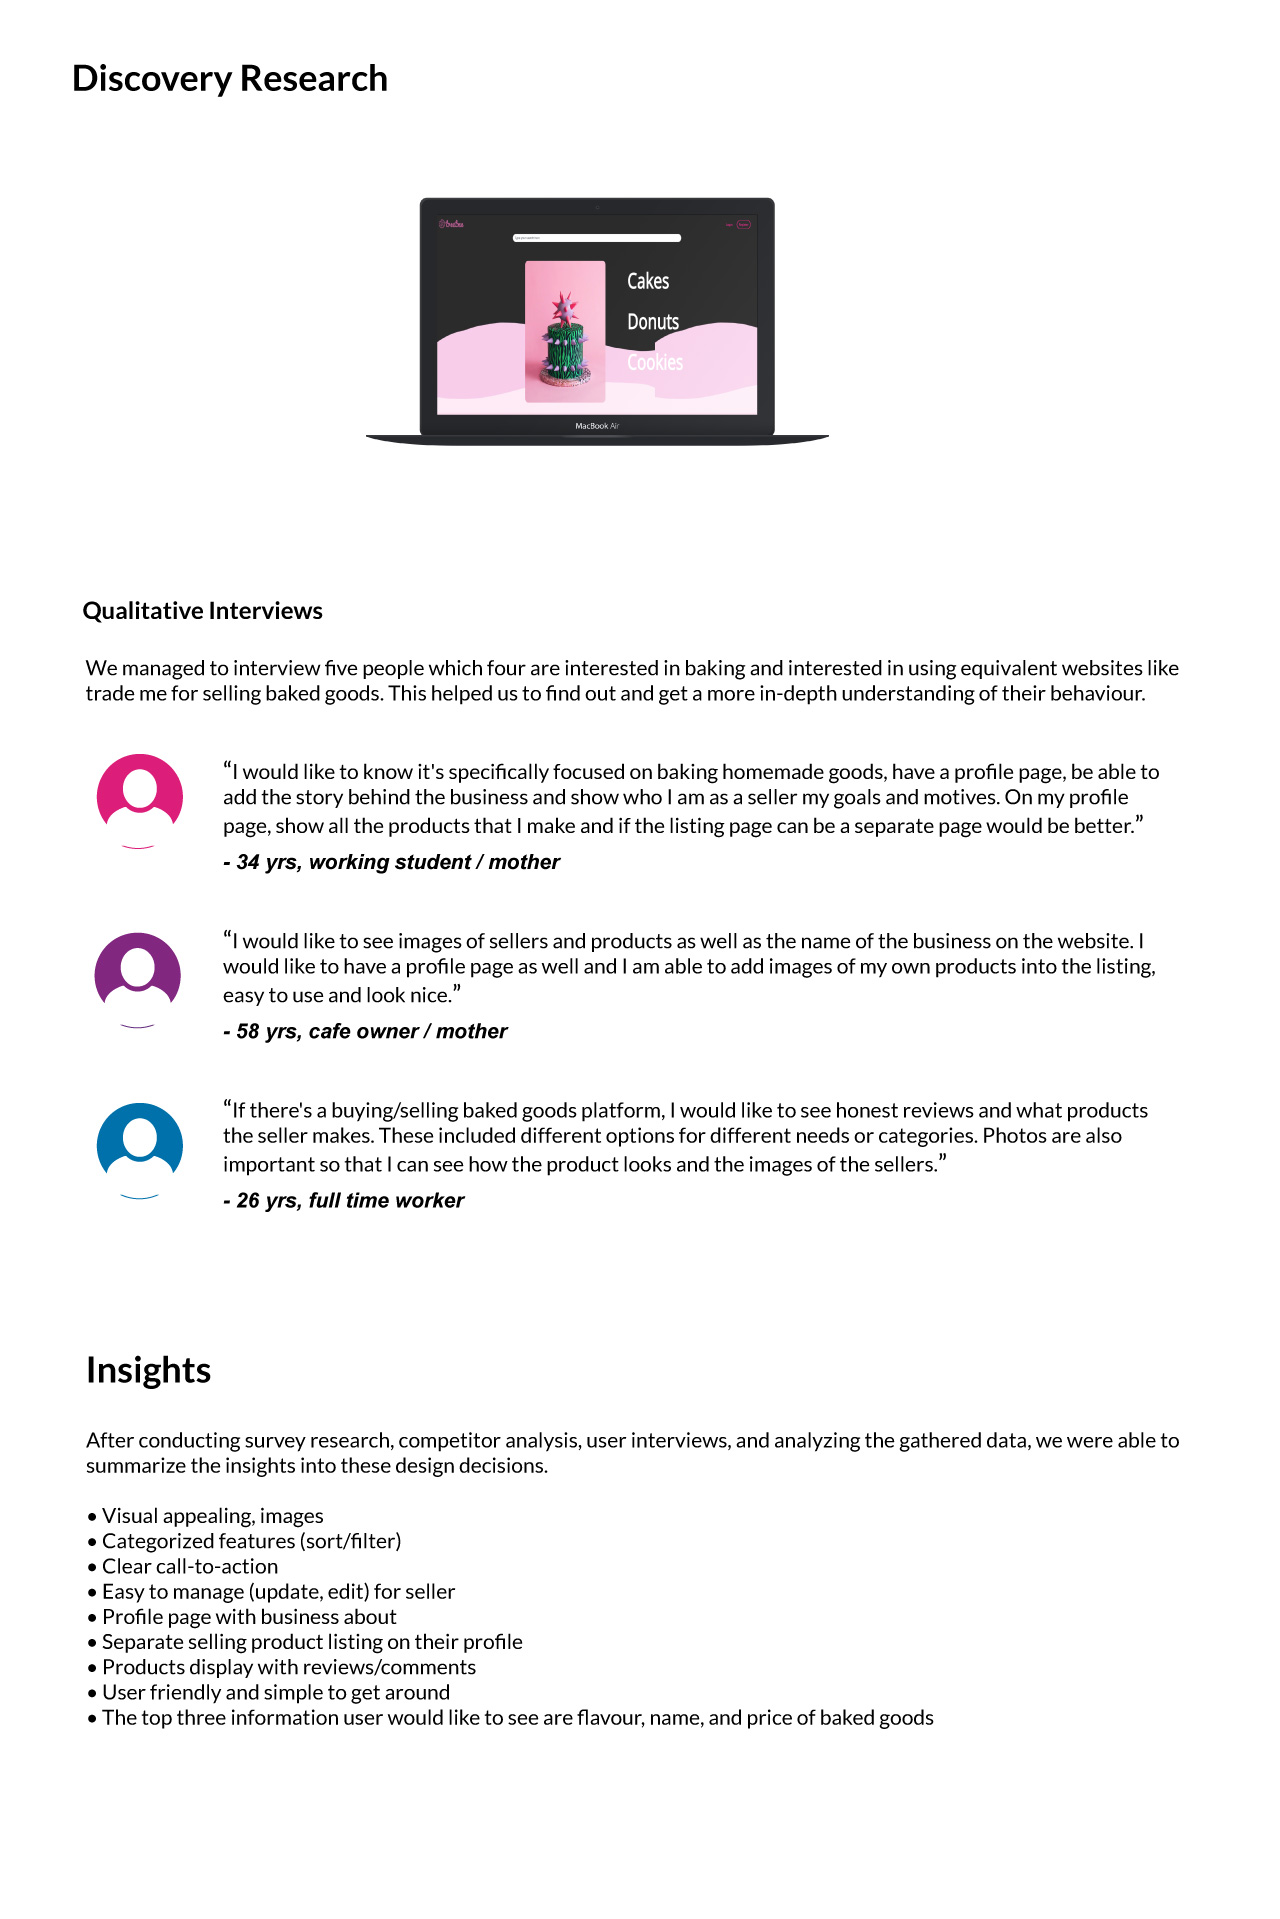 Discovery Research
Cakes
Donuts
Cookies
MacBook Air
Qualitative Interviews
We managed to interview five people which four are interested in baking and interested in using equivalent websites like
trade me for selling baked goods. This helped us to find out and get a more in-depth understanding of their behaviour.
“I would like to know it's specifically focused on baking homemade goods, have a profile page, be able to
add the story behind the business and show who I am as a seller my goals and motives. On my profile
page, show all the products that I make and if the listing page can be a separate page would be better.”
- 34 yrs, working student / mother
“I would like to see images of sellers and products as well as the name of the business on the website. I
would like to have a profile page as well and I am able to add images of my own products into the listing,
easy to use and look nice.”
- 58 yrs, cafe owner / mother
“If there's a buying/selling baked goods platform, I would like to see honest reviews and what products
the seller makes. These included different options for different needs or categories. Photos are also
important so that I can see how the product looks and the images of the sellers.”
- 26 yrs, full time worker
Insights
After conducting survey research, competitor analysis, user interviews, and analyzing the gathered data, we were able to
summarize the insights into these design decisions.
• Visual appealing, images
• Categorized features (sort/filter)
• Clear call-to-action
• Easy to manage (update, edit) for seller
• Profile page with business about
• Separate selling product listing on their profile
• Products display with reviews/comments
• User friendly and simple to get around
• The top three information user would like to see are flavour, name, and price of baked goods